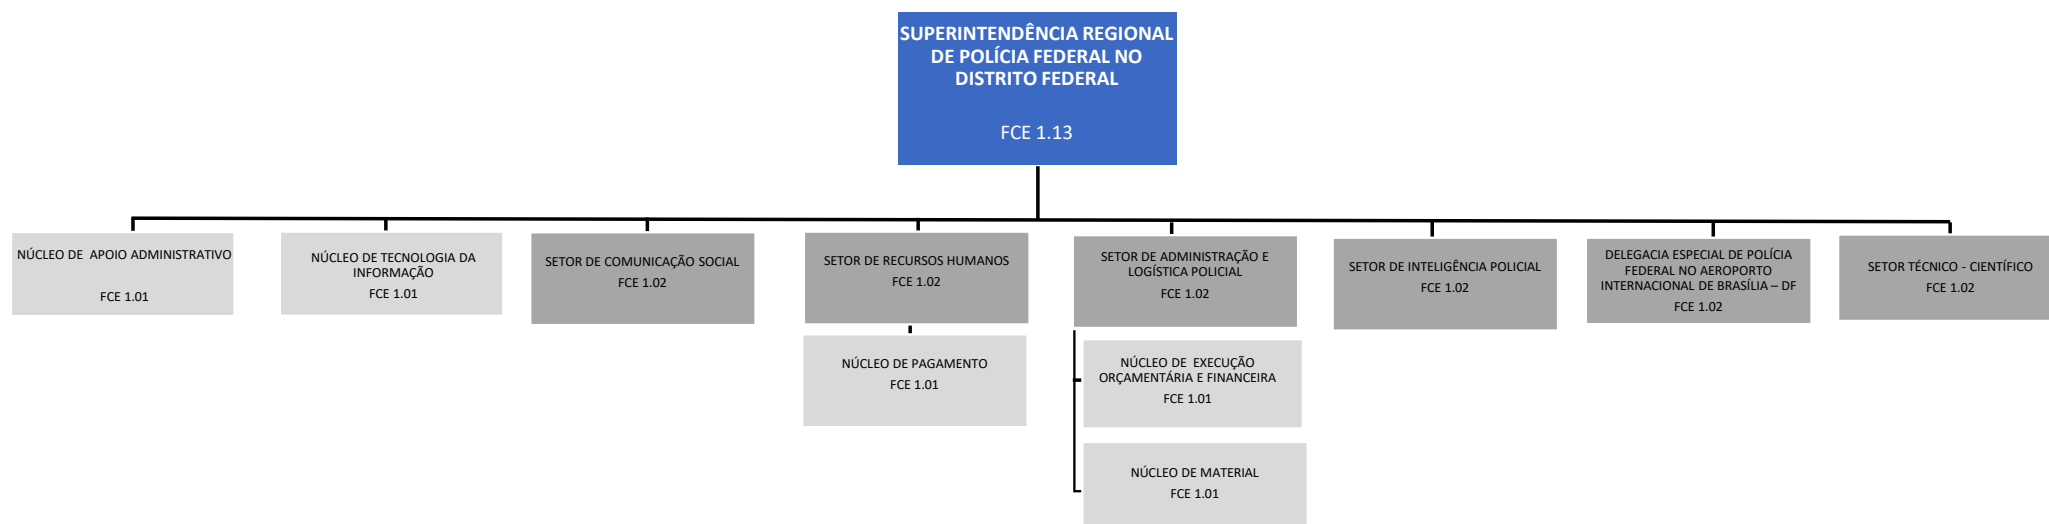 SUPERINTENDÊNCIA REGIONAL
DE POLÍCIA FEDERAL NO
DISTRITO FEDERAL
FCE 1.13
NÚCLEO DE APOIO ADMINISTRATIVO
FCE 1.01
NÚCLEO DE TECNOLOGIA DA
INFORMAÇÃO
FCE 1.01
SETOR DE COMUNICAÇÃO SOCIAL
FCE 1.02
SETOR DE RECURSOS HUMANOS
FCE 1.02
SETOR DE ADMINISTRAÇÃO E
LOGÍSTICA POLICIAL
FCE 1.02
SETOR DE INTELIGÊNCIA POLICIAL
FCE 1.02
DELEGACIA ESPECIAL DE POLÍCIA
FEDERAL NO AEROPORTO
INTERNACIONAL DE BRASÍLIA – DF
FCE 1.02
SETOR TÉCNICO - CIENTÍFICO
FCE 1.02
NÚCLEO DE PAGAMENTO
FCE 1.01
NÚCLEO DE EXECUÇÃO
ORÇAMENTÁRIA E FINANCEIRA
FCE 1.01
NÚCLEO DE MATERIAL
FCE 1.01